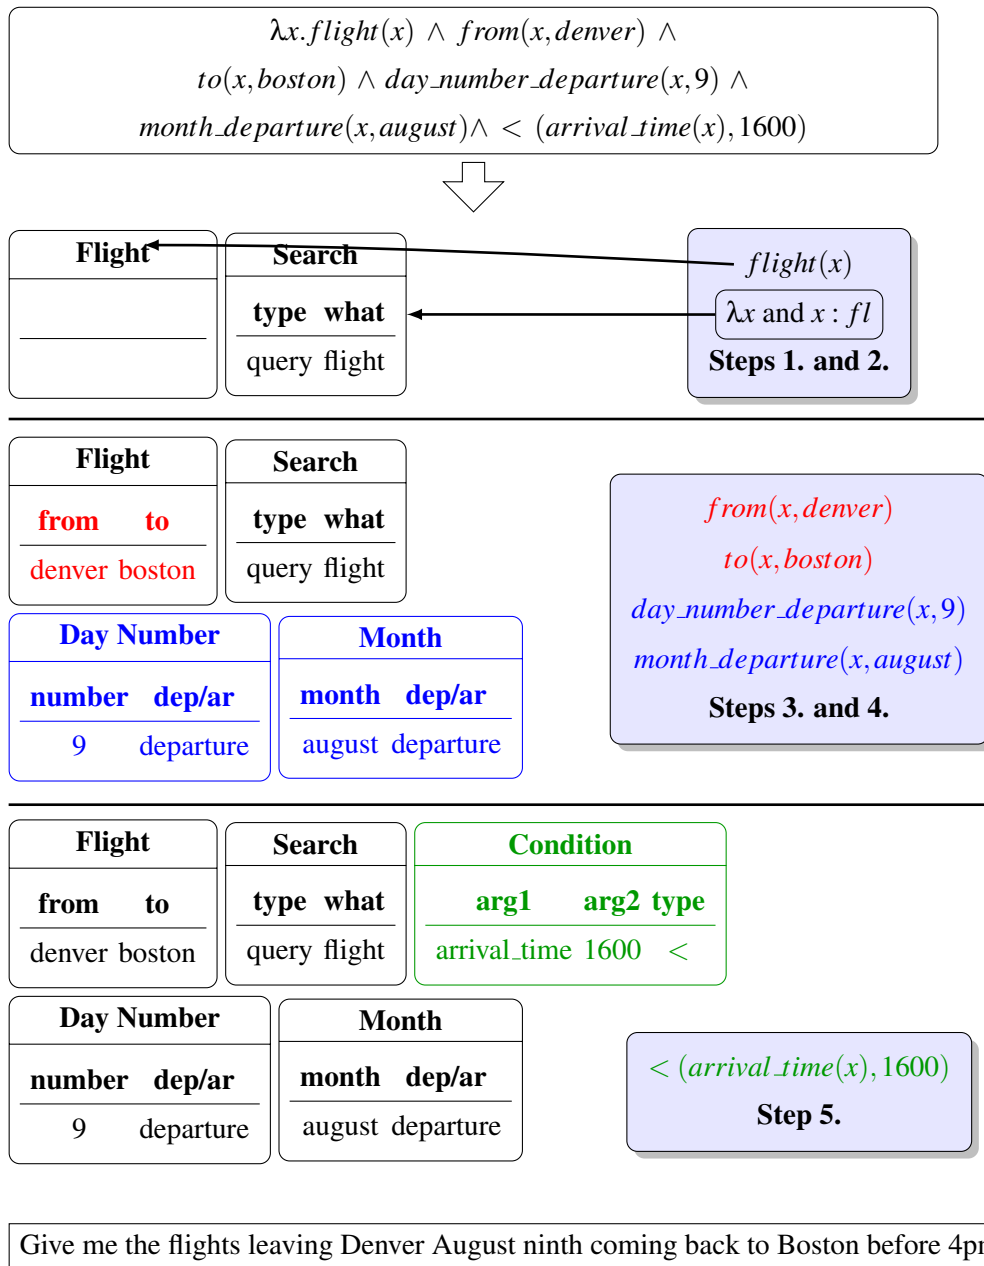 λx.flight(x) ∧ from(x,denver) ∧
to(x,boston) ∧ day_number_departure(x,9) ∧
month_departure(x,august)∧ < (arrival_time(x),1600)
Flight
Search
type what
query flight
flight(x)
λx and x : fl
Steps 1. and 2.
Flight
from to
denver boston
Search
type what
query flight
Day Number
number dep/ar
9 departure
Month
month dep/ar
august departure
from(x,denver)
to(x,boston)
day_number_departure(x,9)
month_departure(x,august)
Steps 3. and 4.
Flight
from to
denver boston
Search
type what
query flight
Condition
arg1 arg2 type
arrival_time 1600 <
Day Number
number dep/ar
9 departure
Month
month dep/ar
august departure
< (arrival_time(x),1600)
Step 5.
Give me the flights leaving Denver August ninth coming back to Boston before